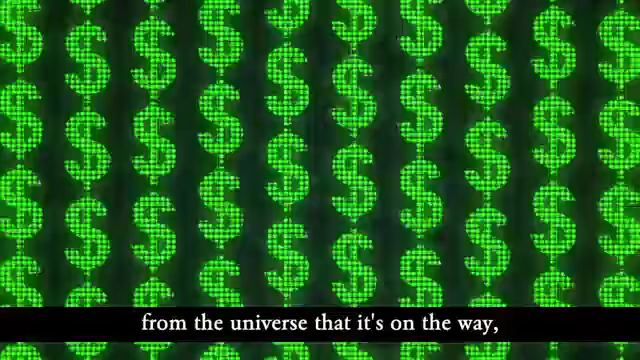 from the universe that it's on the way,